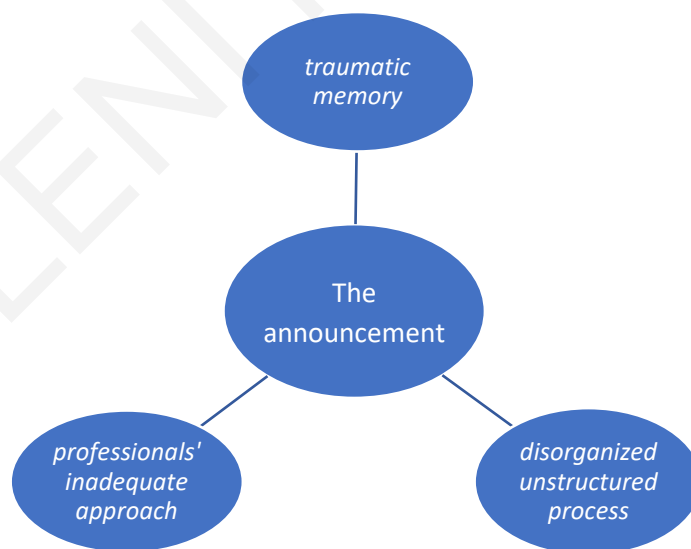 traumatic
memory
The
announcement
professionals'
inadequate
approach
disorganized
unstructured
process